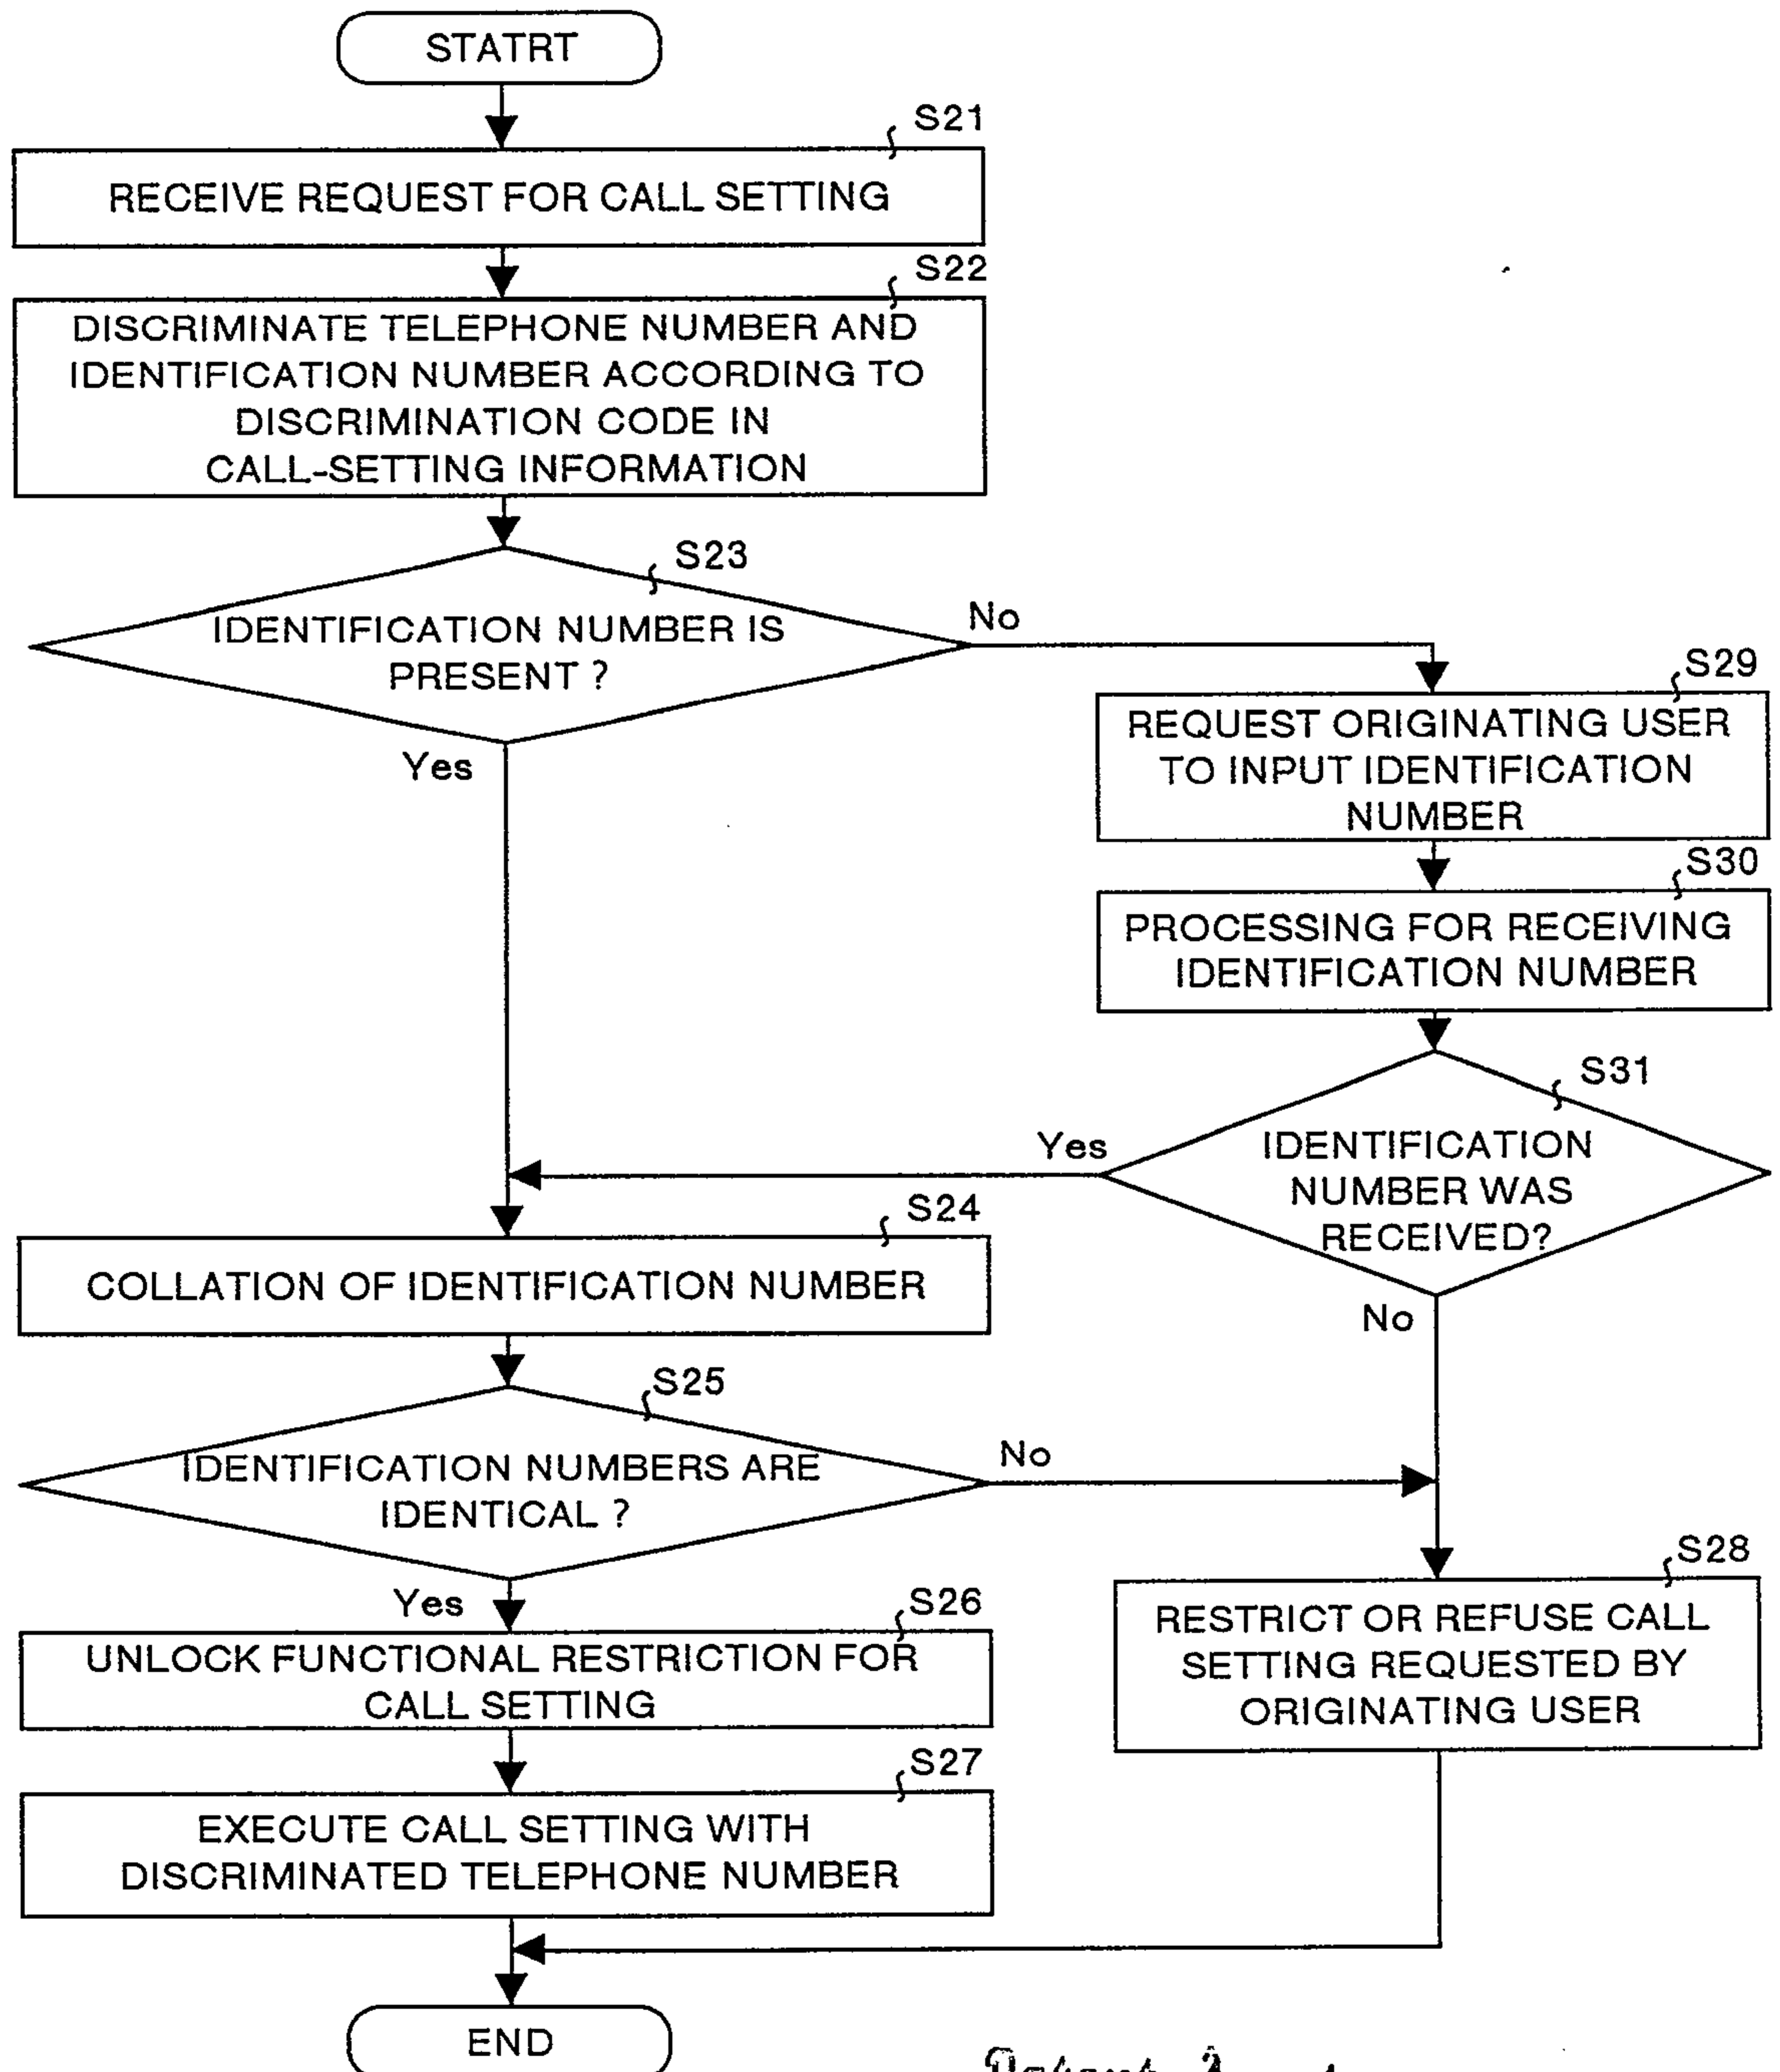 STATRT
S21
RECEIVE REQUEST FOR CALL SETTING
S22
DISCRIMINATE TELEPHONE NUMBER AND
IDENTIFICATION NUMBER ACCORDING TO
DISCRIMINATION CODE IN
CALL-SETTING INFORMATION
S23
IDENTIFICATION NUMBER IS
PRESENT ?
No
Yes
S29
REQUEST ORIGINATING USER
TO INPUT IDENTIFICATION
NUMBER
S30
PROCESSING FOR RECEIVING
IDENTIFICATION NUMBER
S31
IDENTIFICATION
NUMBER WAS
RECEIVED?
Yes
No
S24
COLLATION OF IDENTIFICATION NUMBER
S25
IDENTIFICATION NUMBERS ARE
IDENTICAL ?
No
Yes
S26
UNLOCK FUNCTIONAL RESTRICTION FOR
CALL SETTING
S27
EXECUTE CALL SETTING WITH
DISCRIMINATED TELEPHONE NUMBER
S28
RESTRICT OR REFUSE CALL
SETTING REQUESTED BY
ORIGINATING USER
END